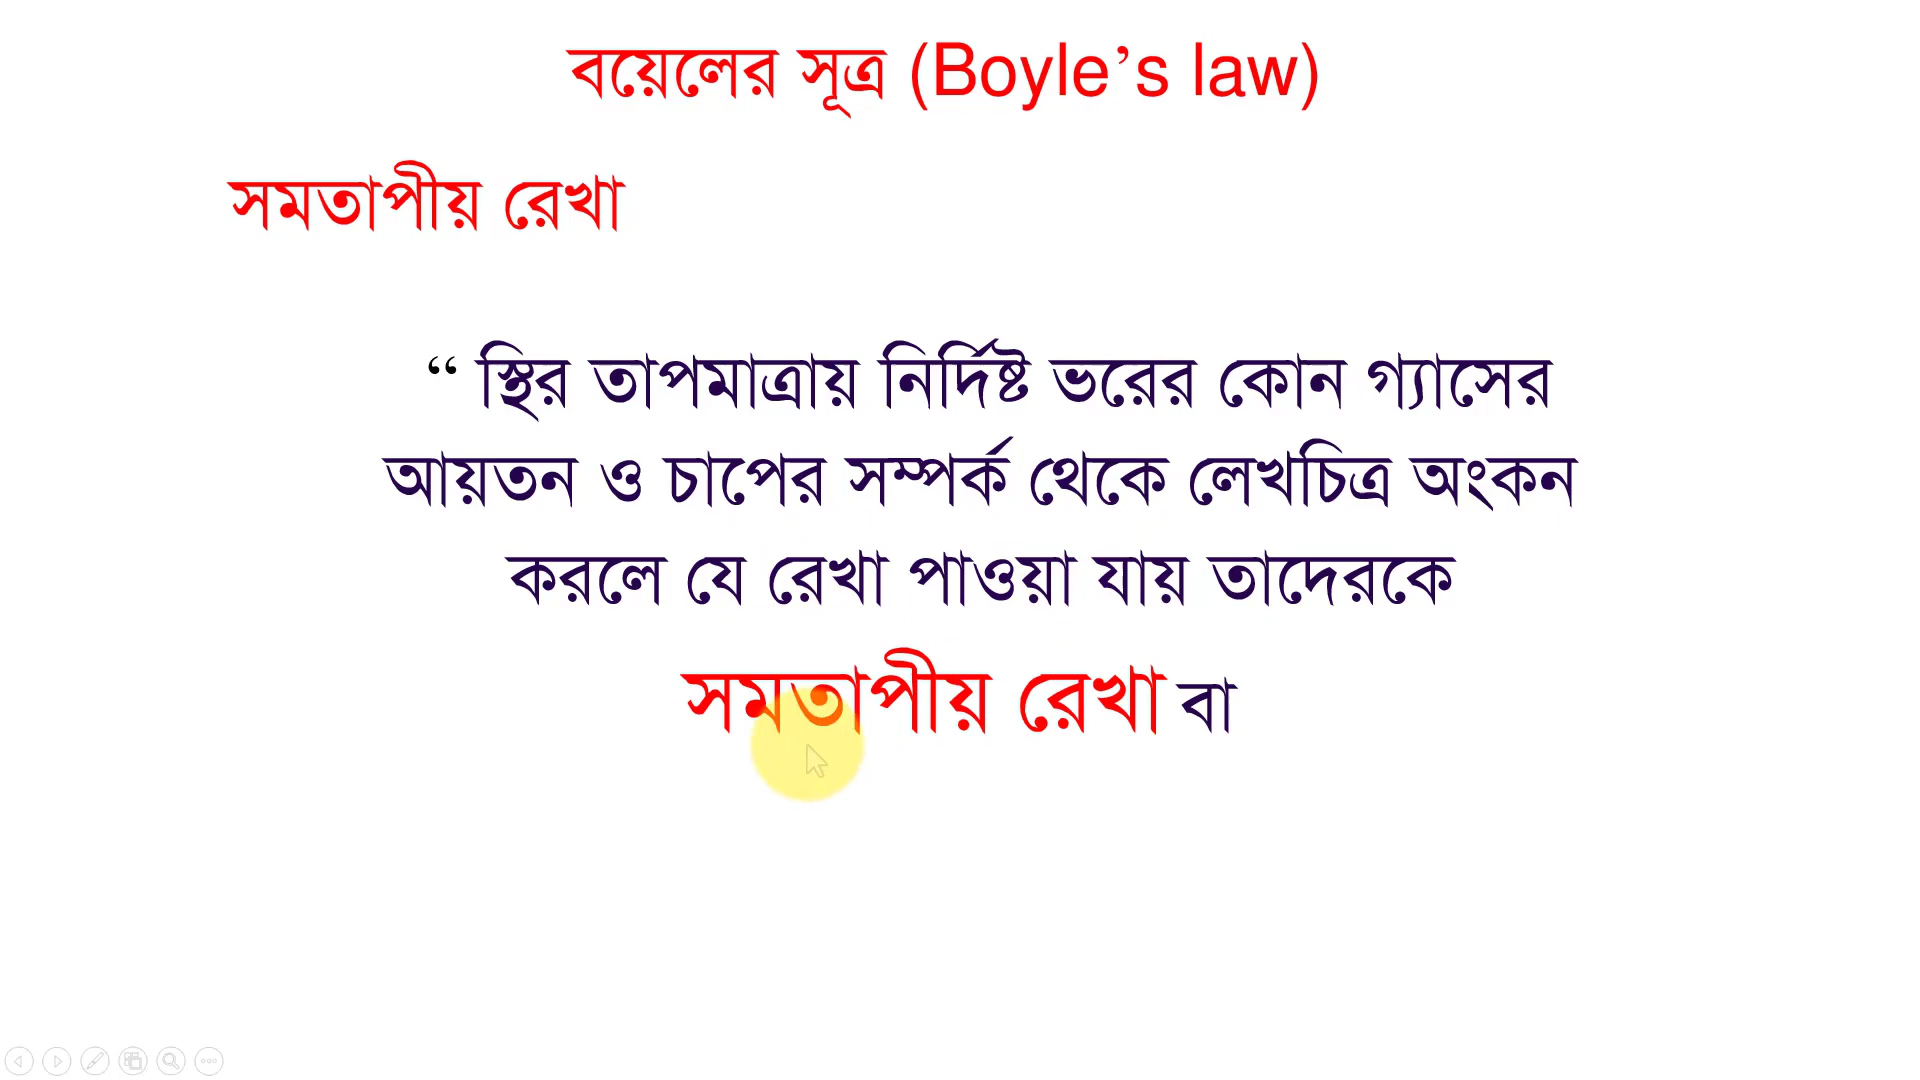 বয়েলের সূত্র (Boyle’s law)
সমতাপীয় রেখা
“ স্থির তাপমাত্রায় নির্দিষ্ট ভরের কোন গ্যাসের
আয়তন ও চাপের সম্পর্ক থেকে লেখচিত্র অংকন
করলে যে রেখা পাওয়া যায় তাদেরকে
সমতাপীয় রেখা বা